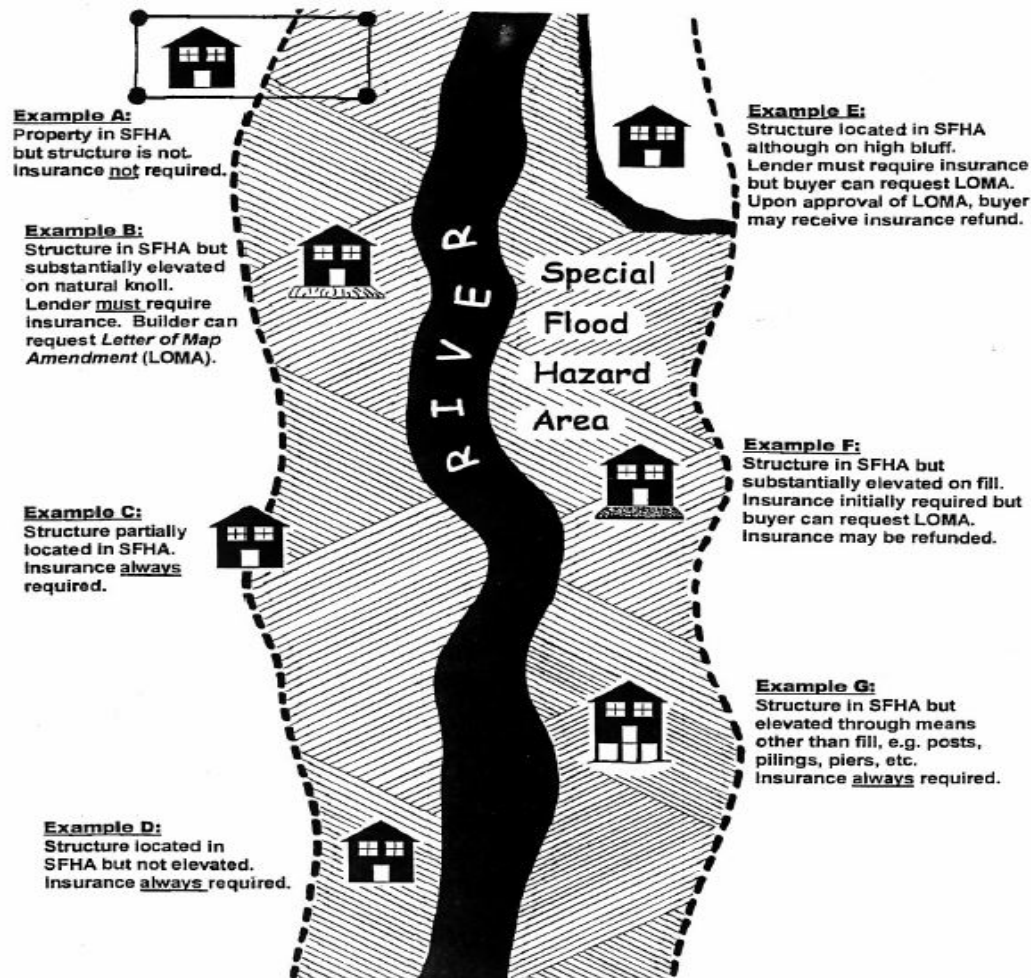 Example A:
Property in SFHA
but structure is not.
Insurance not required.
Example B:
Structure in SFHA but
substantially elevated
on natural knoll.
Lender must require
insurance. Builder can
request Letter of Map
Amendment (LOMA).
Example C:
Structure partially
located in SFHA.
Insurance always
required.
Example D:
Structure located in
SFHA but not elevated.
Insurance always required.
RIVER
Special
Flood
Hazard
Area
Example E:
Structure located in SFHA
although on high bluff.
Lender must require insurance
but buyer can request LOMA.
Upon approval of LOMA, buyer
may receive insurance refund.
Example F:
Structure in SFHA but
substantially elevated on fill.
Insurance initially required but
buyer can request LOMA.
Insurance may be refunded.
Example G:
Structure in SFHA but
elevated through means
other than fill, e.g. posts,
pilings, piers, etc.
Insurance always required.